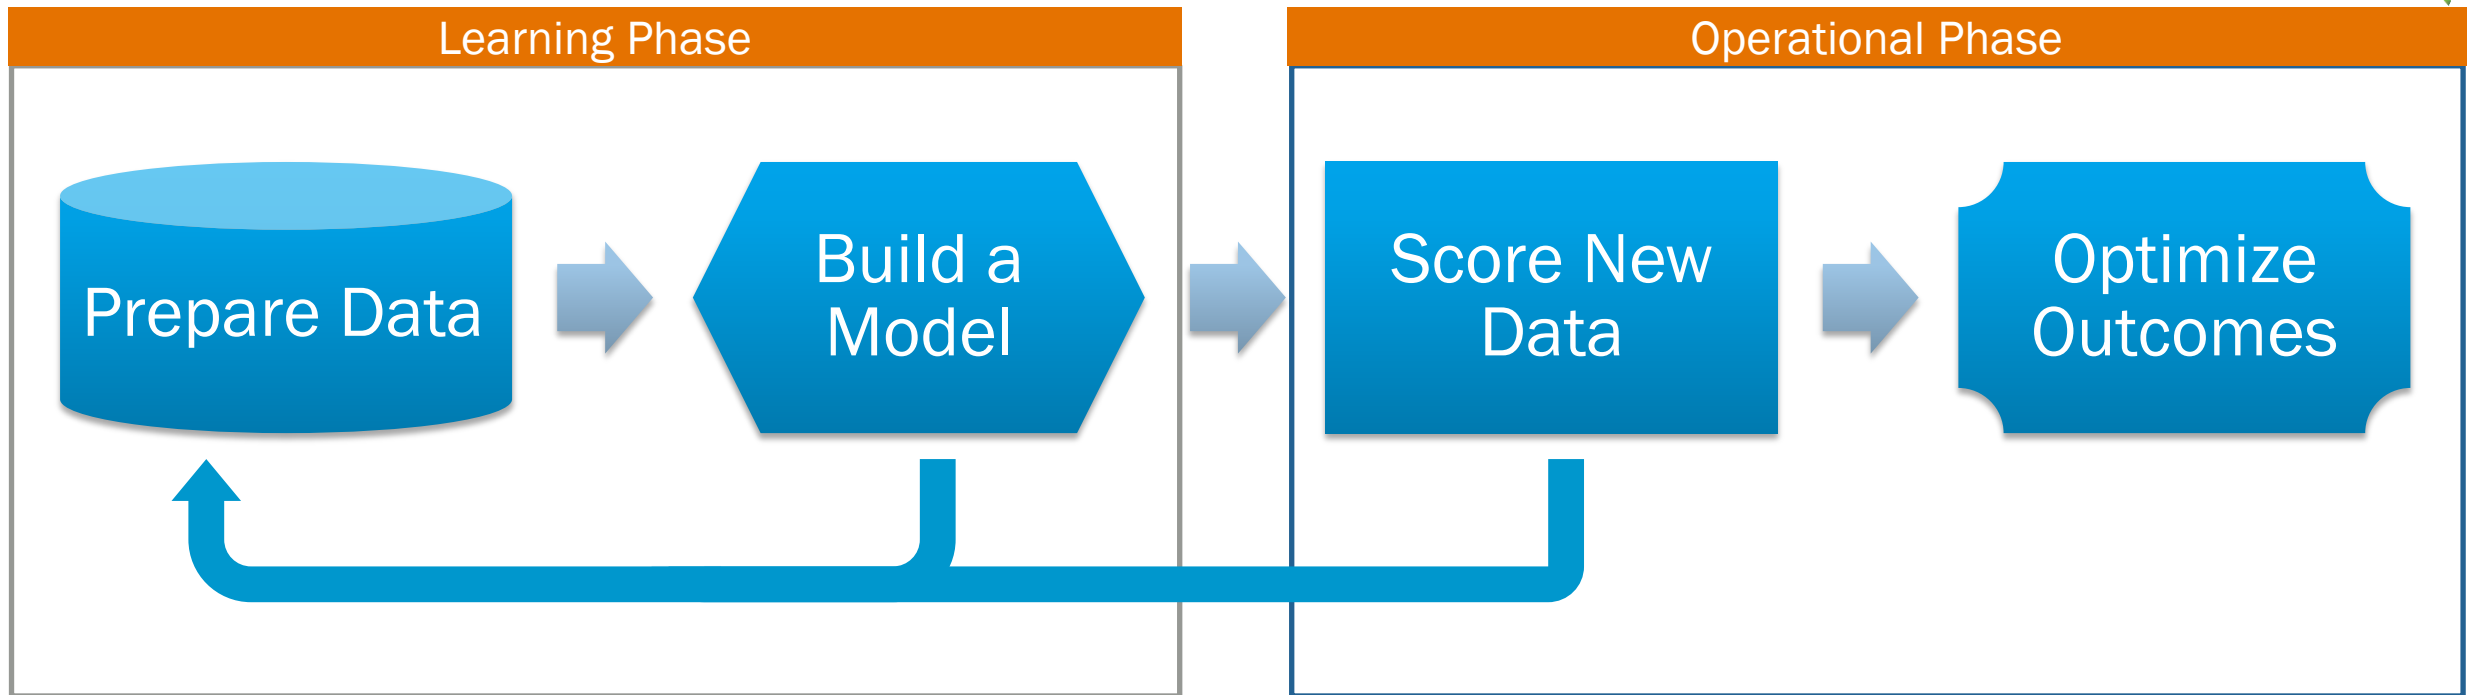 Learning Phase
Operational Phase
Prepare Data
Build a
Model
Score New
Data
Optimize
Outcomes